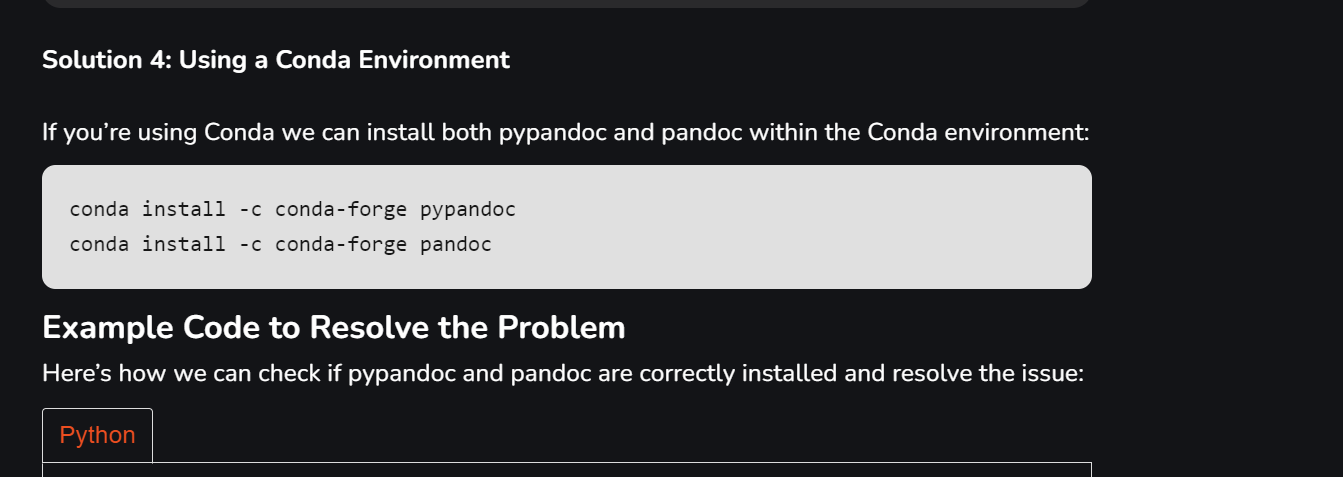 Solution 4: Using a Conda Environment
If you’re using Conda we can install both pypandoc and pandoc within the Conda environment:
conda install -c conda-forge pypandoc
conda install -c conda-forge pandoc
Example Code to Resolve the Problem
Here’s how we can check if pypandoc and pandoc are correctly installed and resolve the issue:
Python